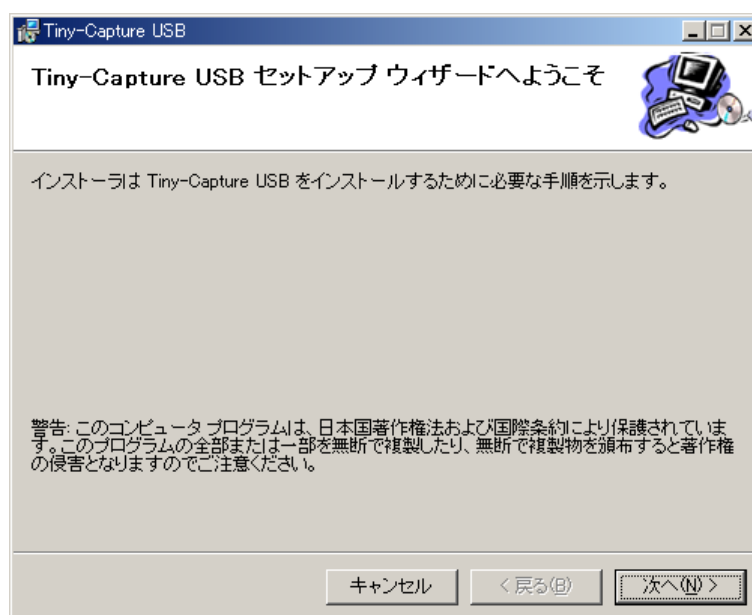 Tiny-Capture USB
Tiny-Capture USB セットアップ ウィザードへようこそ
インストーラは Tiny-Capture USB をインストールするために必要な手順を示します。
警告: このコンピュータ プログラムは、日本国著作権法および国際条約により保護されていま
す。このプログラムの全部または一部を無断で複製したり、無断で複製物を頒布すると著作権
の侵害となりますのでご注意ください。
キャンセル
< 戻る(B)
次へ(N) >